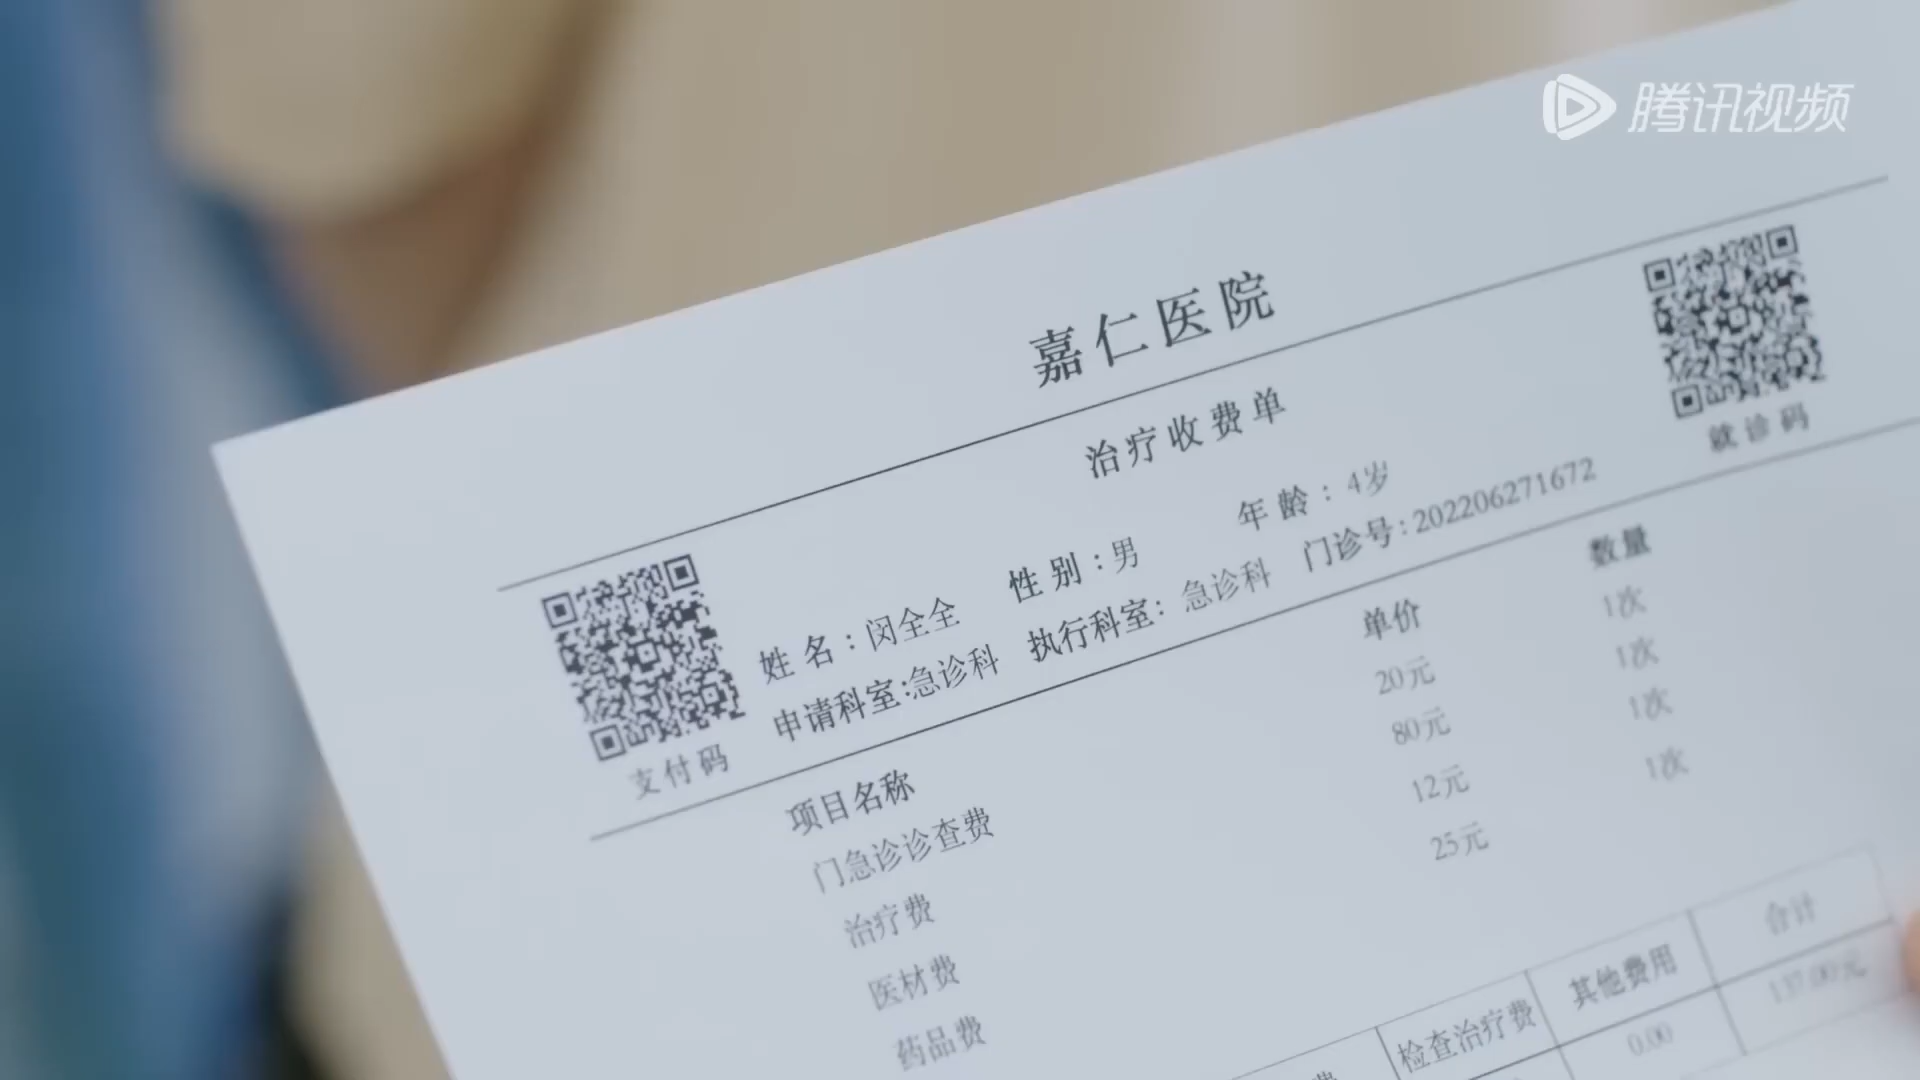 腾讯视频
嘉仁医院
治疗收费单
就诊码
姓名：闵全全 性别：男 年龄：4岁
申请科室:急诊科 执行科室：急诊科 门诊号:202206271672
支付码
项目名称 单价 数量
门急诊诊查费 20元 1次
治疗费 80元 1次
医材费 12元 1次
药品费 25元 1次
检查治疗费 其他费用 合计
0.00 137.00元